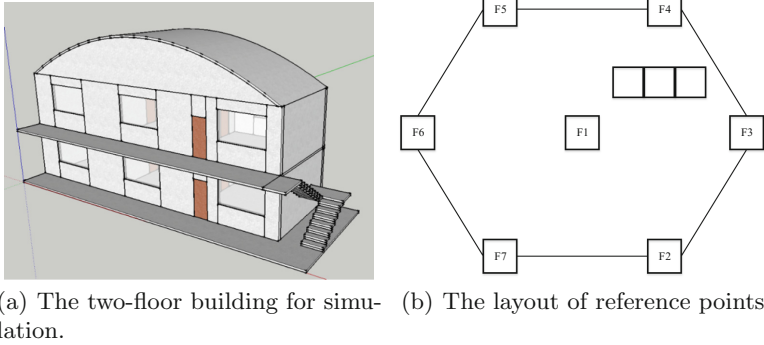 F5
F4
F6
F1
F3
F7
F2
(a) The two-floor building for simu-
lation.
(b) The layout of reference points